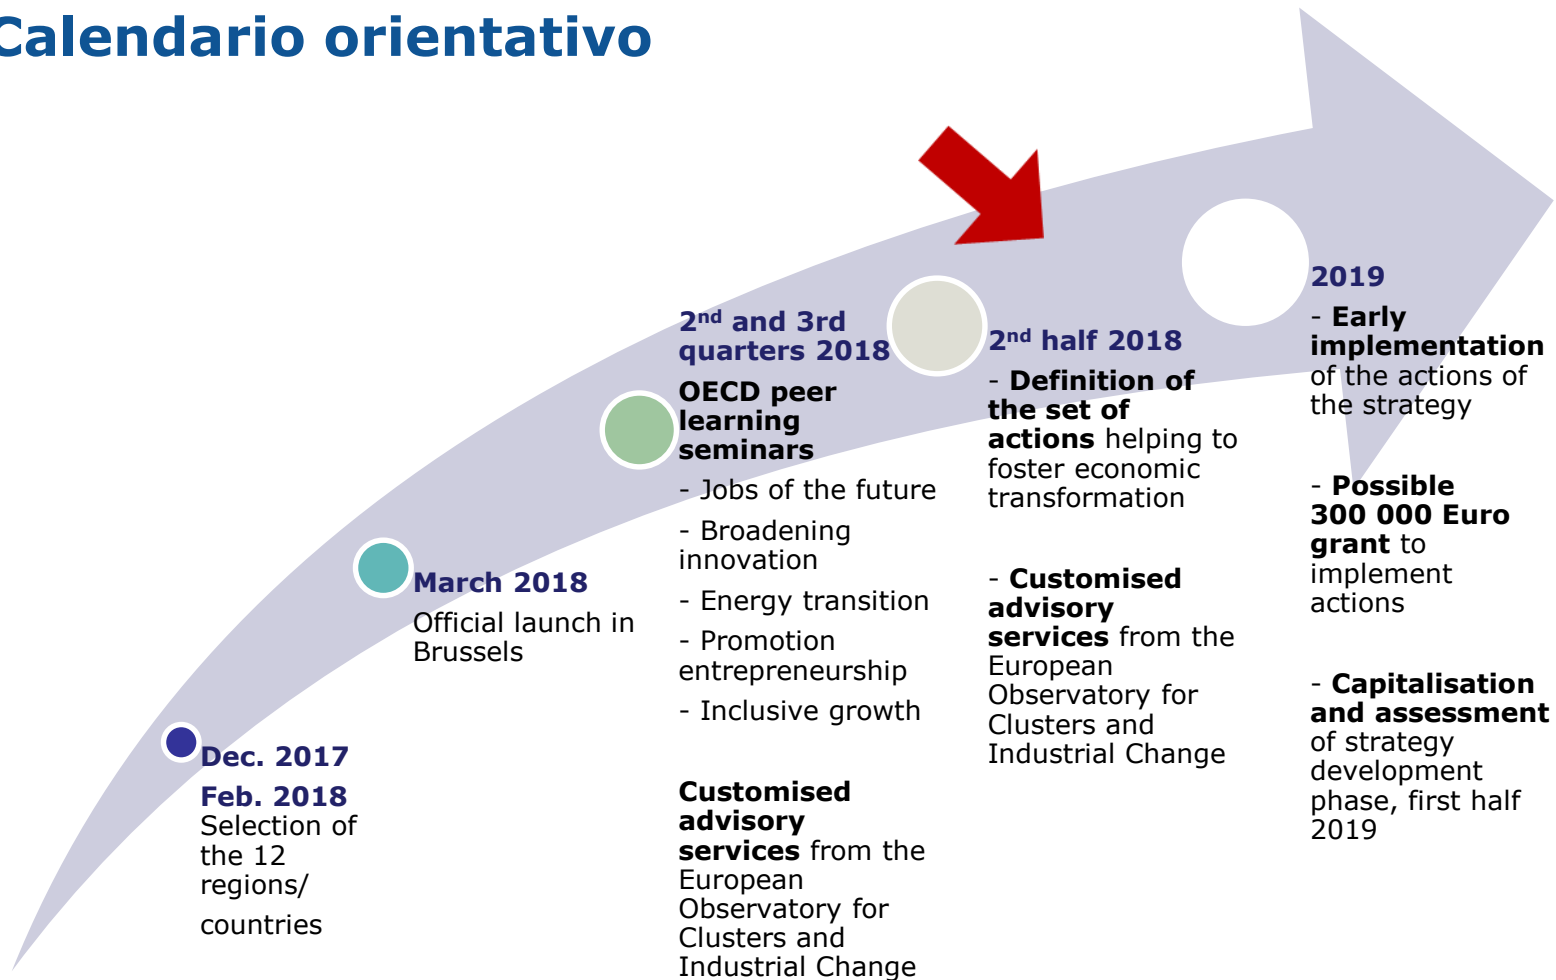 Calendario orientativo
Dec. 2017
Feb. 2018
Selection of
the 12
regions/
countries
March 2018
Official launch in
Brussels
2nd and 3rd
quarters 2018
OECD peer
learning
seminars
- Jobs of the future
- Broadening
innovation
- Energy transition
- Promotion
entrepreneurship
- Inclusive growth
Customised
advisory
services from the
European
Observatory for
Clusters and
Industrial Change
2nd half 2018
- Definition of
the set of
actions helping to
foster economic
transformation
- Customised
advisory
services from the
European
Observatory for
Clusters and
Industrial Change
2019
- Early
implementation
of the actions of
the strategy
- Possible
300 000 Euro
grant to
implement
actions
- Capitalisation
and assessment
of strategy
development
phase, first half
2019